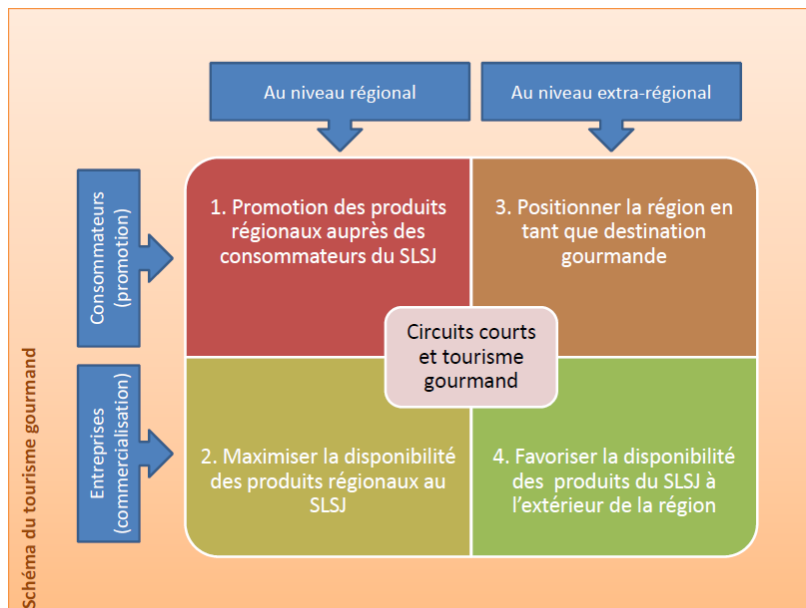 Au niveau régional
Au niveau extra-régional
Consommateurs
(promotion)
1. Promotion des produits
régionaux auprès des
consommateurs du SLSJ
3. Positionner la région en
tant que destination
gourmande
Circuits courts
et tourisme
gourmand
Entreprises
(commercialisation)
2. Maximiser la disponibilité
des produits régionaux au
SLSJ
4. Favoriser la disponibilité
des produits du SLSJ à
l'extérieur de la région
Schéma du tourisme gourmand